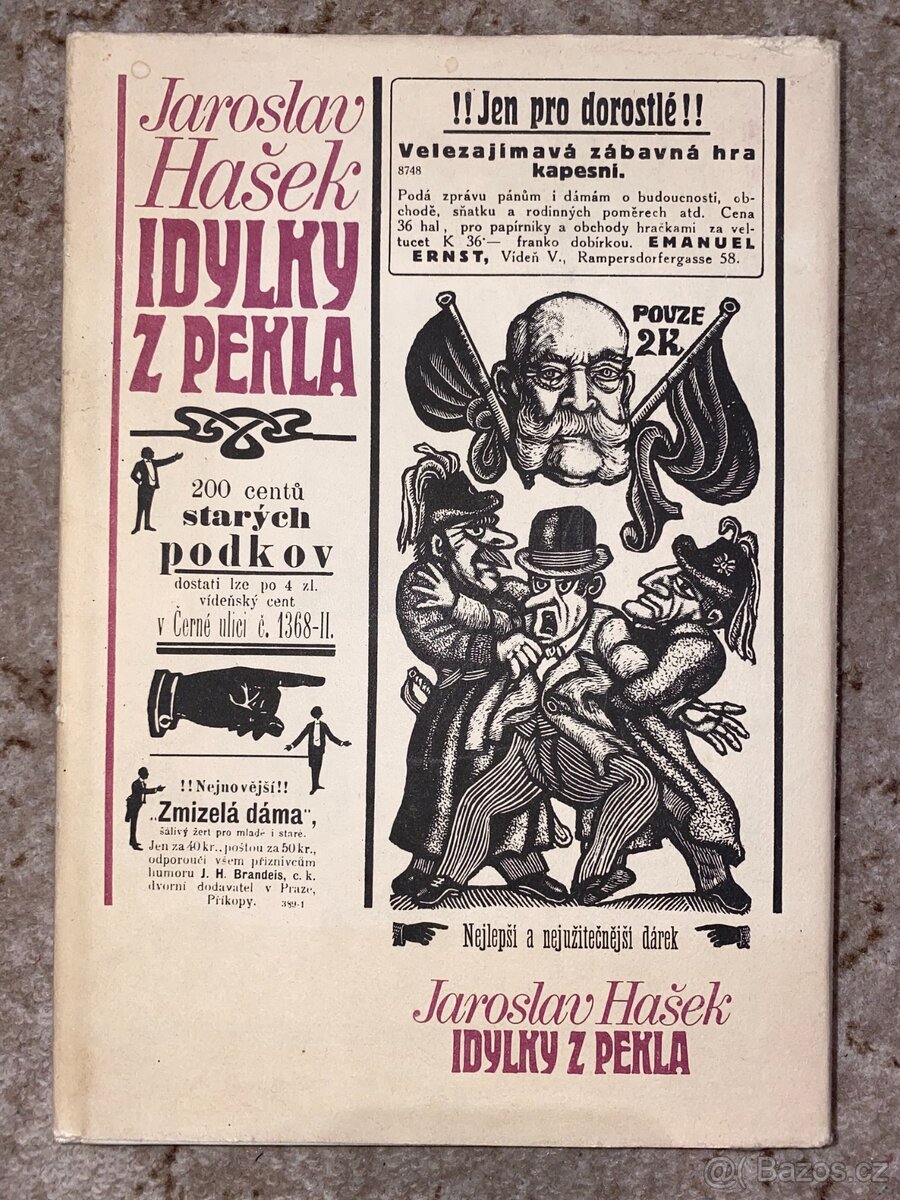 Jaroslav
Hašek
IDYLKY
Z PEKLA
200 centů
starých
podkov
dostati lze po 4 zl.
vídeňský cent
v Černé ulici č. 1368-II.
!!Nejnovější!!
„Zmizelá dáma",
šálivý žert pro mladé i staré.
Jen za 40 kr., poštou za 50 kr.,
odporoučí všem příznivcům
humoru J. H. Brandeis, c. k.
dvorní dodavatel v Praze,
Příkopy. 389-1
!!Jen pro dorostlé!!
Velezajímavá zábavná hra
8748 kapesní.
Podá zprávu pánům i dámám o budoucnosti, ob-
chodě, sňatku a rodinných poměrech atd. Cena
36 hal, pro papírníky a obchody hračkami za vel-
tucet K 36·— franko dobírkou. EMANUEL
ERNST, Vídeň V., Rampersdorfergasse 58.
POUZE
2K
Nejlepší a nejužitečnější dárek
Jaroslav Hašek
IDYLKY Z PEKLA
@ Bazos.cz